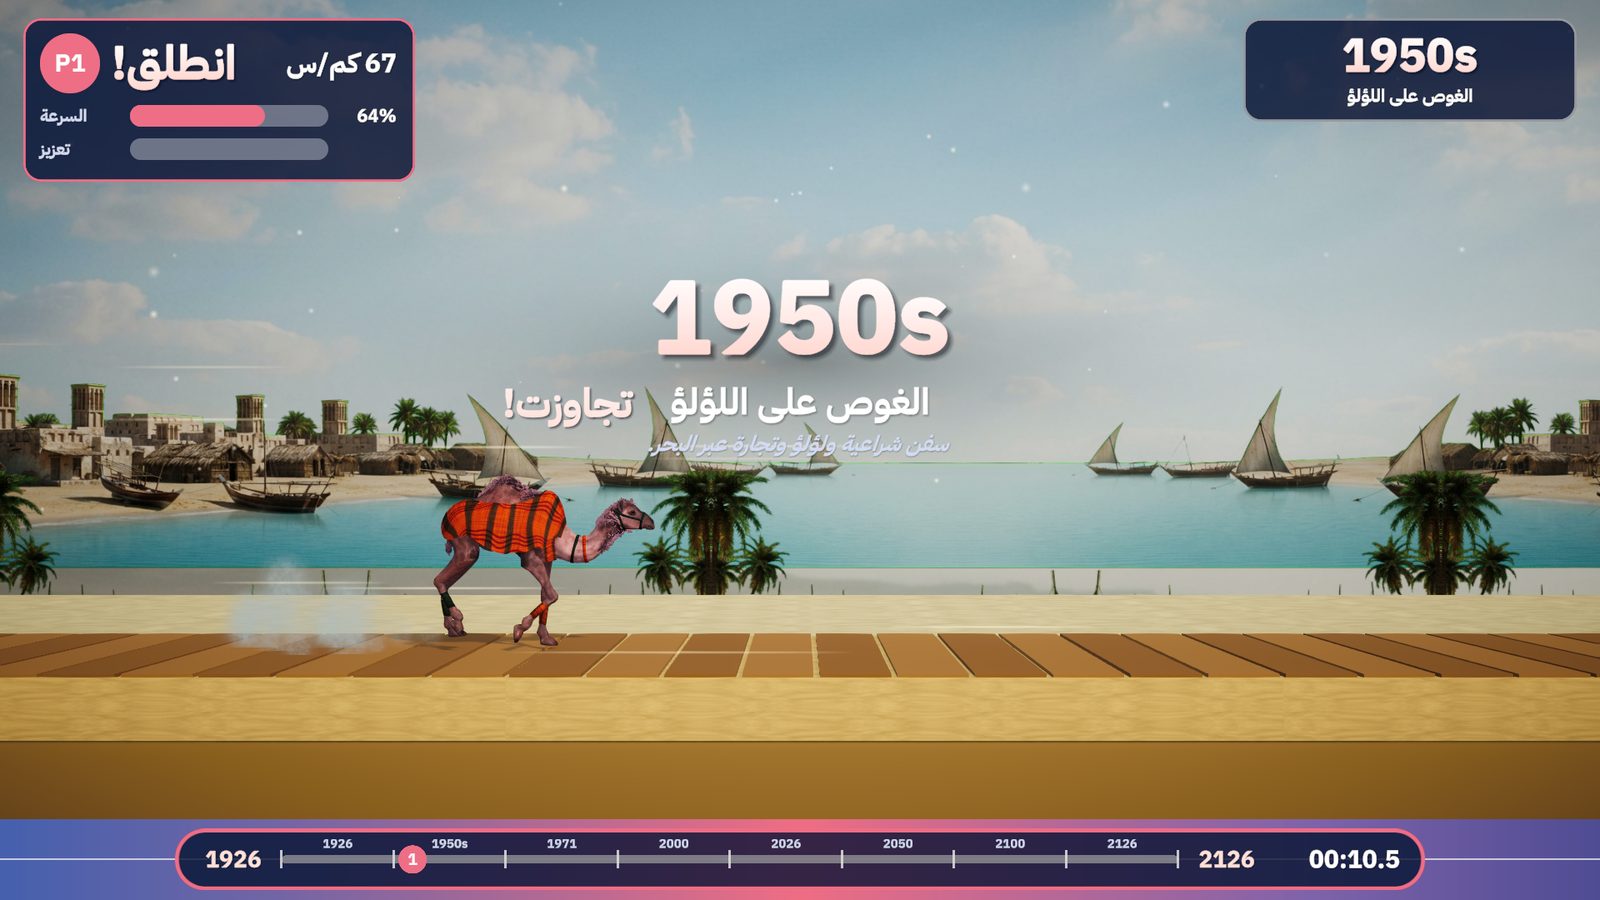 P1 انطلق! 67 كم/س
السرعة 64%
تعزيز
1950s
الغوص على اللؤلؤ
1950s
الغوص على اللؤلؤ
تجاوزت!
سفن شراعية ولؤلؤ وتجارة عبر البحر.
1926 1950s 1971 2000 2026 2050 2100 2126
1926 1 2126 00:10.5